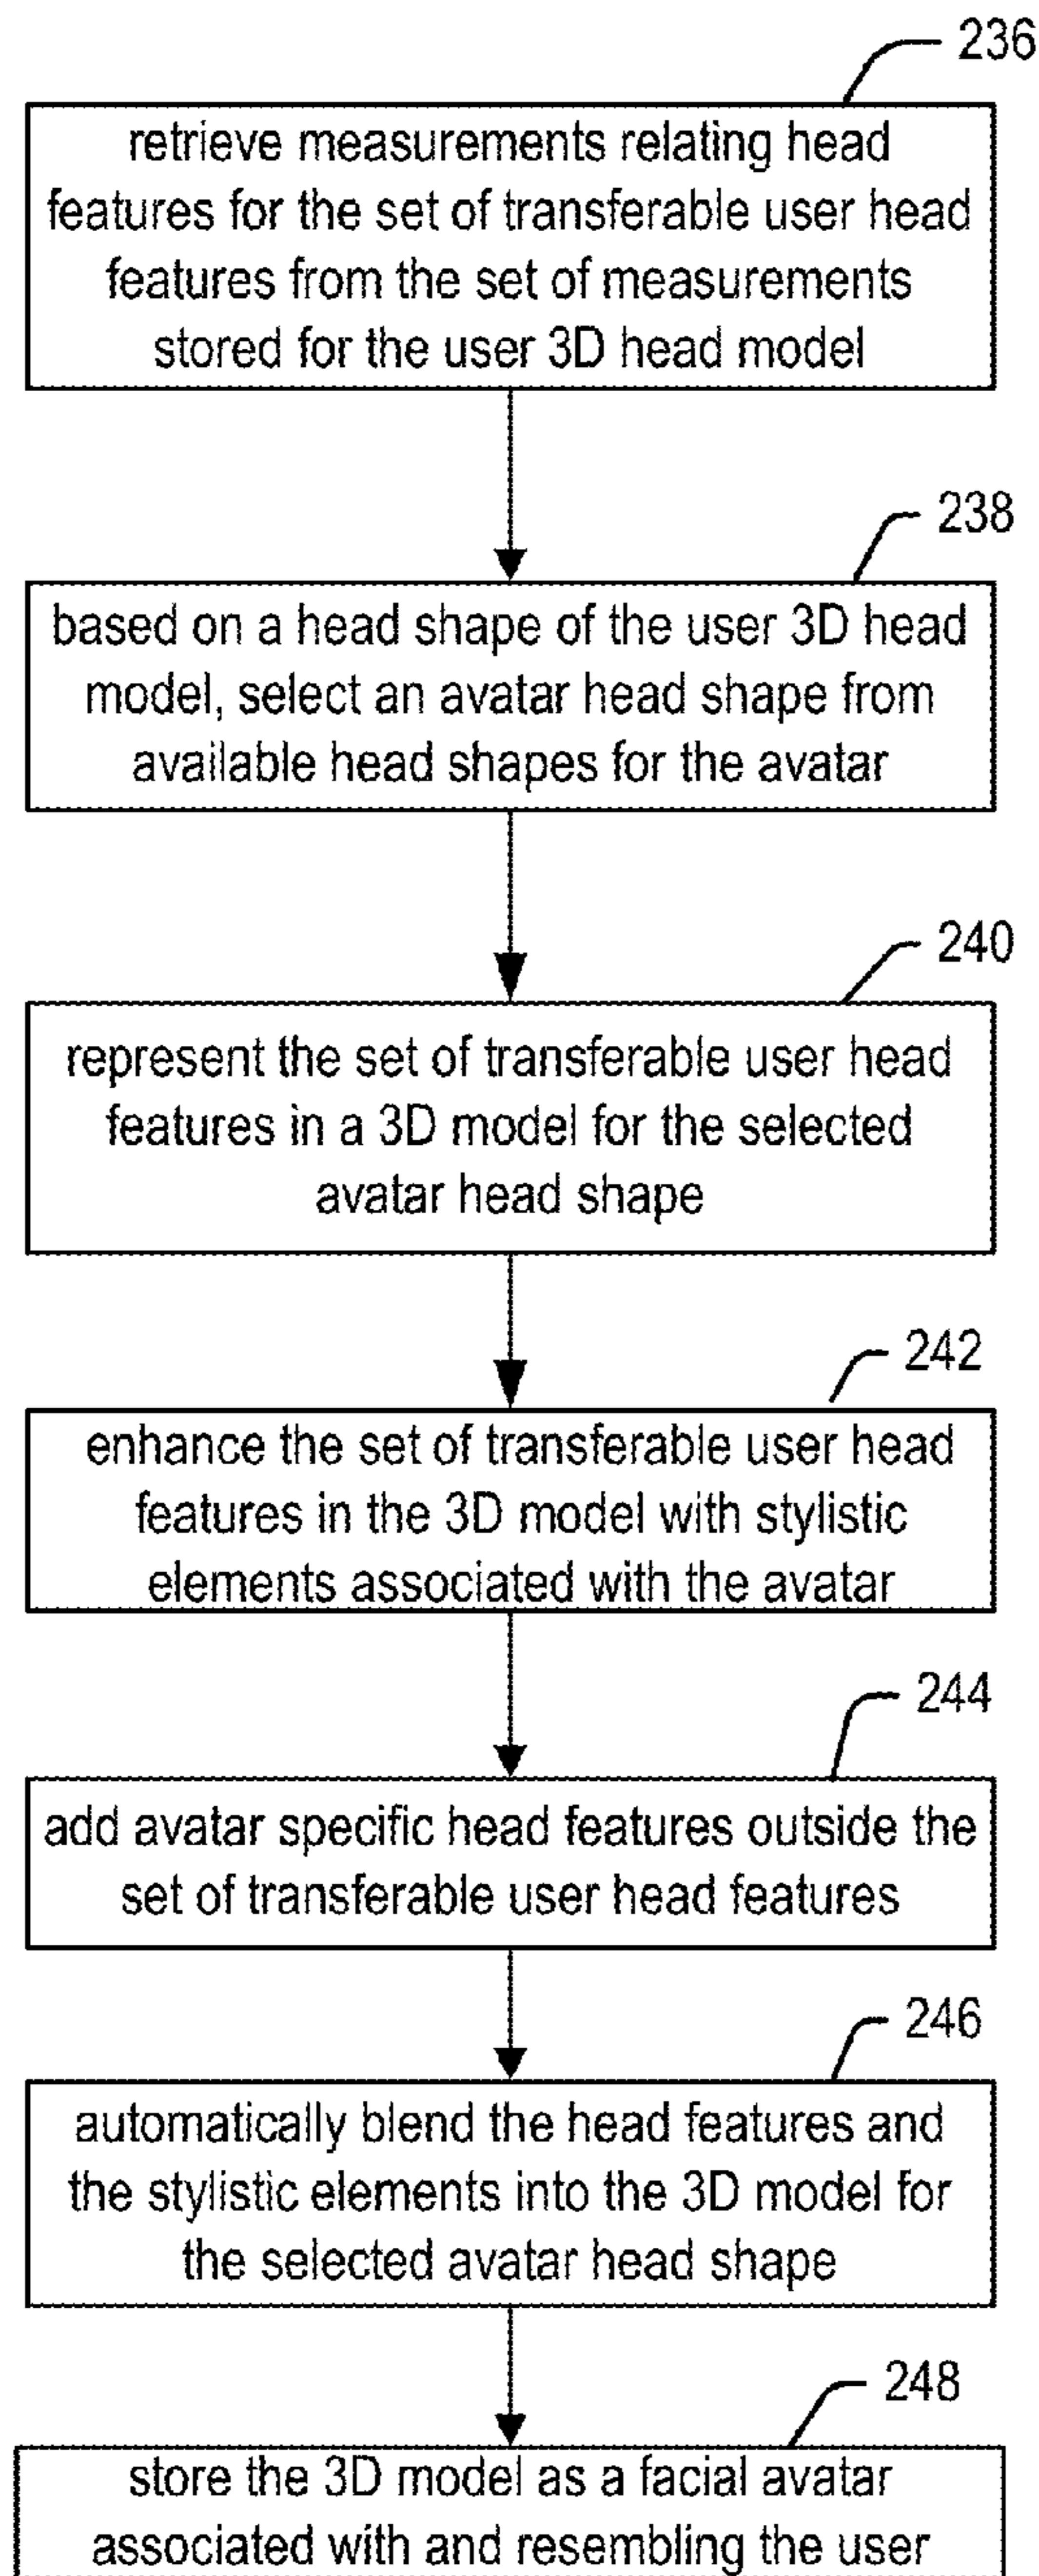 236
retrieve measurements relating head
features for the set of transferable user head
features from the set of measurements
stored for the user 3D head model
238
based on a head shape of the user 3D head
model, select an avatar head shape from
available head shapes for the avatar
240
represent the set of transferable user head
features in a 3D model for the selected
avatar head shape
242
enhance the set of transferable user head
features in the 3D model with stylistic
elements associated with the avatar
244
add avatar specific head features outside the
set of transferable user head features
246
automatically blend the head features and
the stylistic elements into the 3D model for
the selected avatar head shape
248
store the 3D model as a facial avatar
associated with and resembling the user